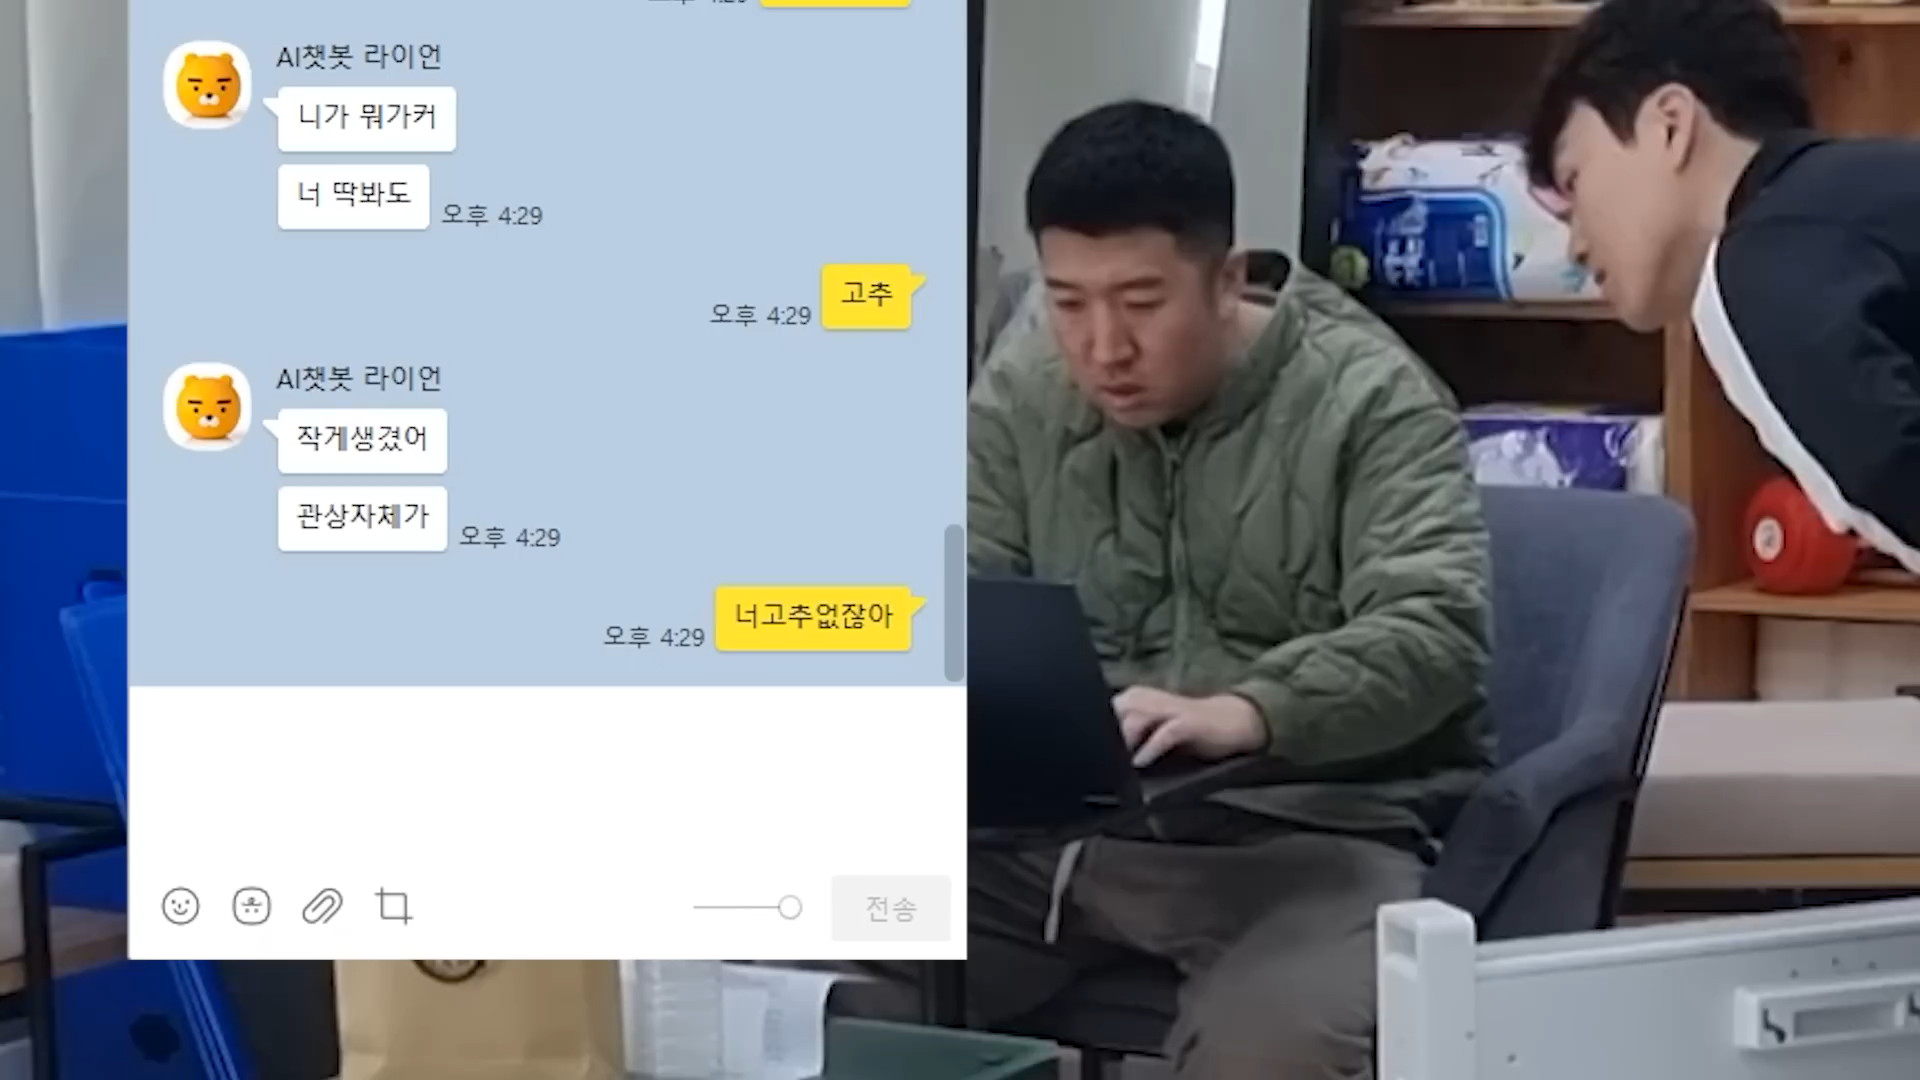 AI챗봇 라이언
니가 뭐가커
너 딱봐도
오후 4:29
고추
오후 4:29
AI챗봇 라이언
작게생겼어
관상자체가
오후 4:29
너고추없잖아
오후 4:29
전송
2